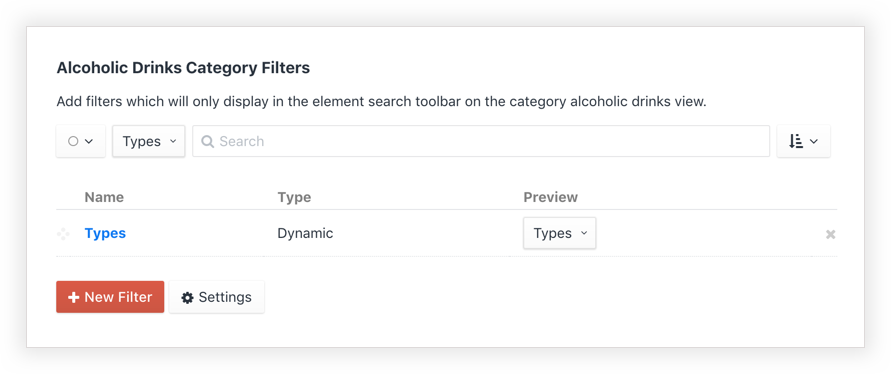 Alcoholic Drinks Category Filters
Add filters which will only display in the element search toolbar on the category alcoholic drinks view.
Types Search
Name Type Preview
Types Dynamic Types
New Filter Settings